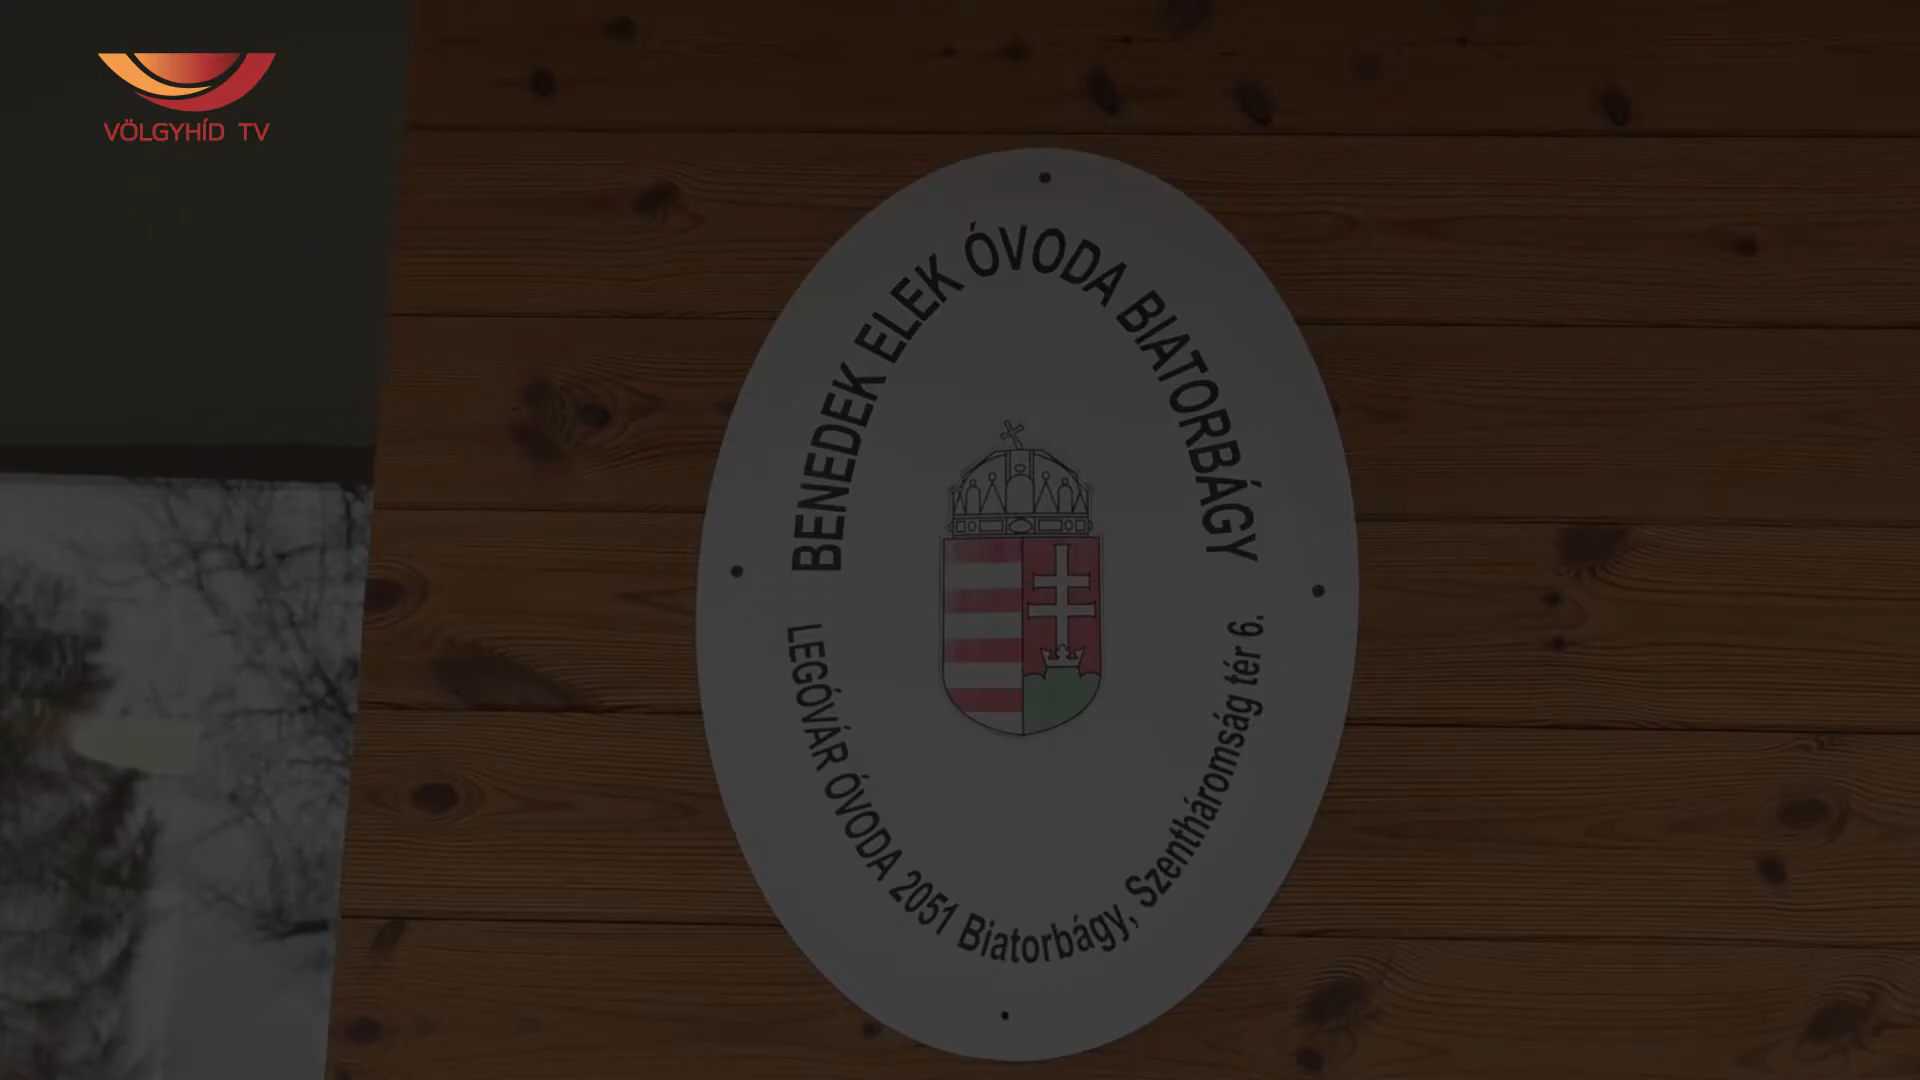 VÖLGYHÍD TV
BENEDEK ELEK ÓVODA BIATORBÁGY
LEGÓVÁR ÓVODA 2051 Biatorbágy, Szentháromság tér 6.